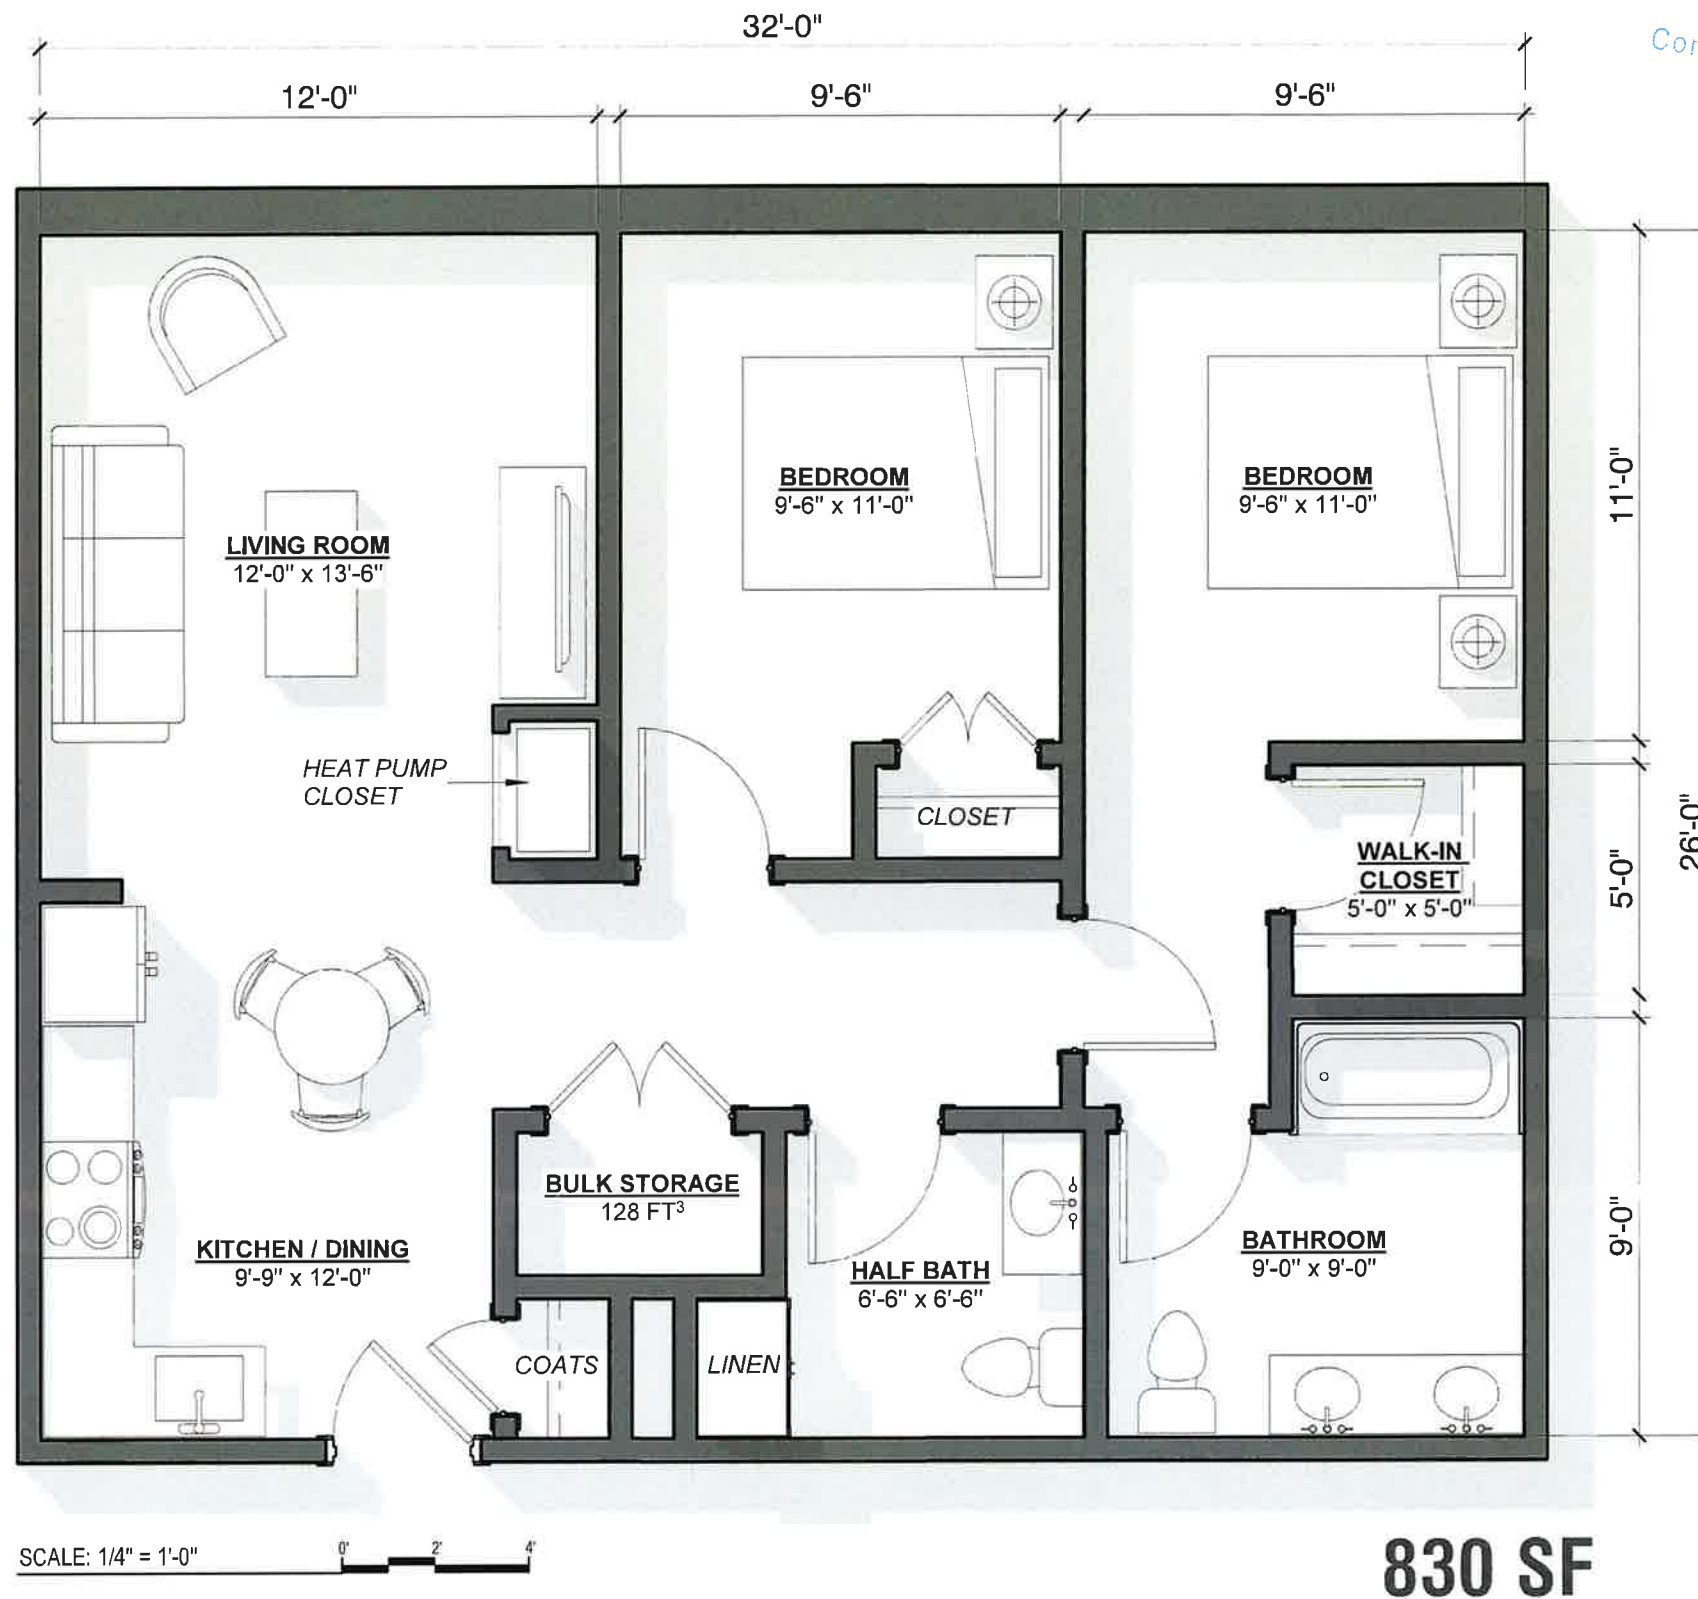 32'-0"
Cor
12'-0"
9'-6"
9'-6"
BEDROOM
9'-6" x 11'-0"
BEDROOM
9'-6" x 11'-0"
11'-0"
LIVING ROOM
12'-0" x 13'-6"
HEAT PUMP
CLOSET
CLOSET
WALK-IN
CLOSET
5'-0" x 5'-0"
5'-0"
26'-0"
BULK STORAGE
128 FT³
KITCHEN / DINING
9'-9" x 12'-0"
HALF BATH
6'-6" x 6'-6"
BATHROOM
9'-0" x 9'-0"
9'-0"
COATS
LINEN
SCALE: 1/4" = 1'-0"
0' 2' 4'
830 SF